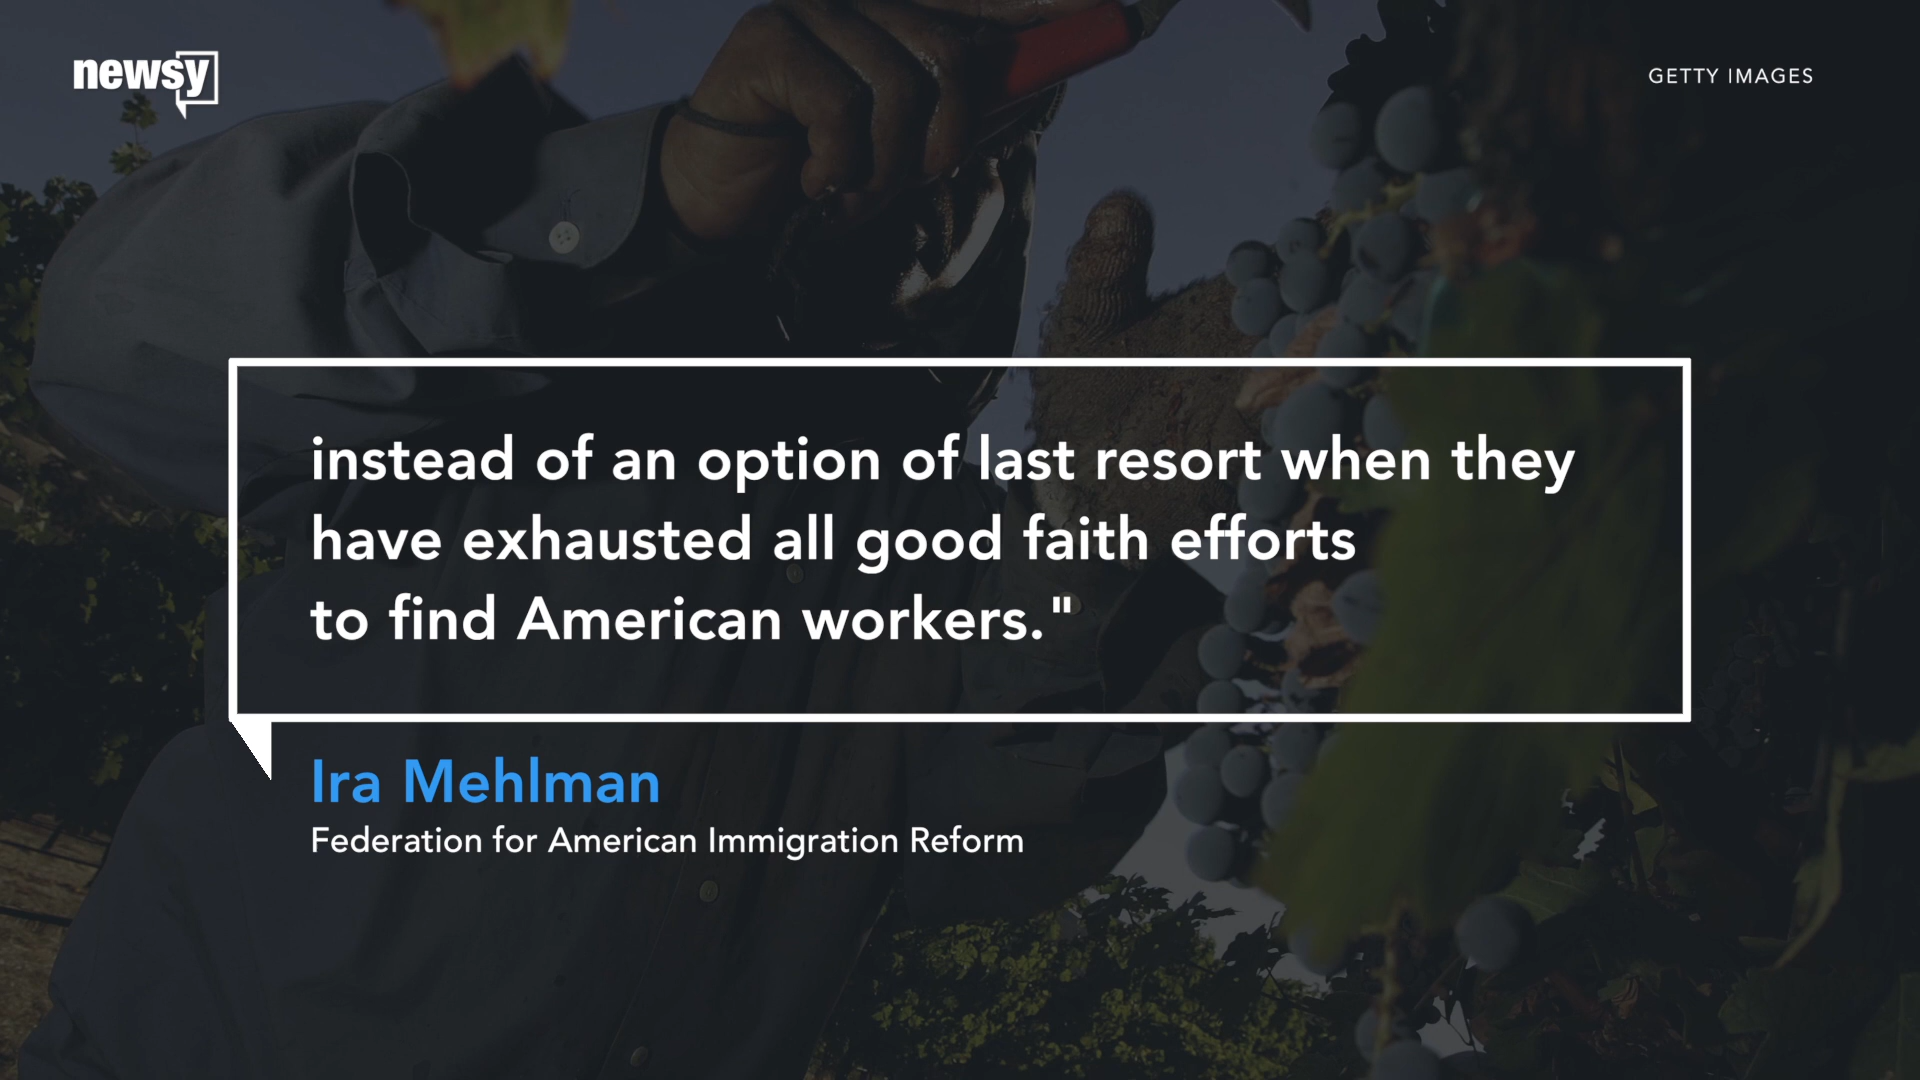 newsy
GETTY IMAGES
instead of an option of last resort when they
have exhausted all good faith efforts
to find American workers."
Ira Mehlman
Federation for American Immigration Reform